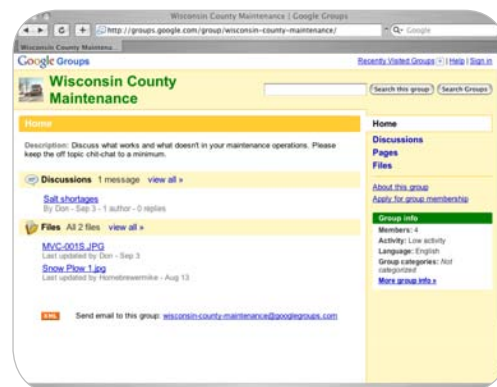 Wisconsin County Maintenance | Google Groups
http://groups.google.com/group/wisconsin-county-maintenance/
Google
Wisconsin County Maintena...
Google Groups
Recently Visited Groups | Help | Sign in
Wisconsin County
Maintenance
Search this group
Search Groups
Home
Description: Discuss what works and what doesn't in your maintenance operations. Please
keep the off topic chit-chat to a minimum.
Discussions 1 message view all »
Salt shortages
By Don - Sep 3 - 1 author - 0 replies
Files All 2 files view all »
MVC-001S.JPG
Last updated by Don - Sep 3
Snow Plow 1.jpg
Last updated by Homebrewermike - Aug 13
XML Send email to this group: wisconsin-county-maintenance@googlegroups.com
Home
Discussions
Pages
Files
About this group
Apply for group membership
Group info
Members: 4
Activity: Low activity
Language: English
Group categories: Not
categorized
More group info »